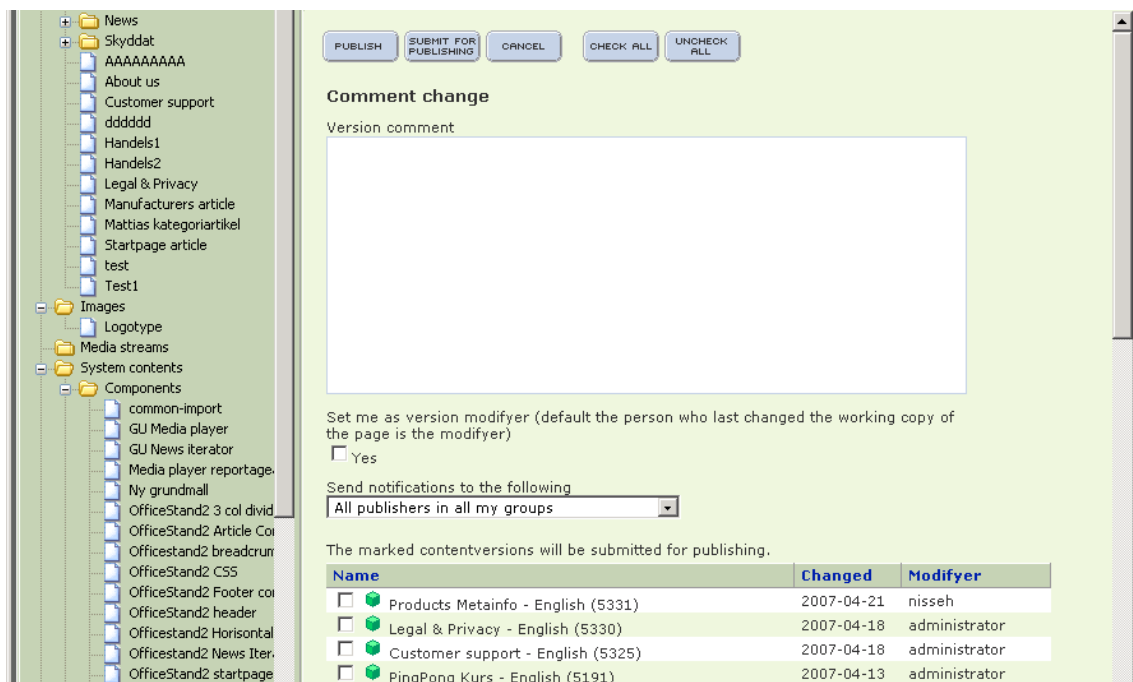 News
Skyddat
AAAAAAAAA
About us
Customer support
dddddd
Handels1
Handels2
Legal & Privacy
Manufacturers article
Mattias kategoriartikel
Startpage article
test
Test1
Images
Logotype
Media streams
System contents
Components
common-import
GU Media player
GU News iterator
Media player reportage
Ny grundmall
OfficeStand2 3 col divid
OfficeStand2 Article Co
Officestand2 breadcrum
OfficeStand2 CSS
OfficeStand2 Footer co
OfficeStand2 header
Officestand2 Horisontal
Officestand2 News Iter
OfficeStand2 startpage
PUBLISH
SUBMIT FOR
PUBLISHING
CANCEL
CHECK ALL
UNCHECK
ALL
Comment change
Version comment
Set me as version modifyer (default the person who last changed the working copy of
the page is the modifyer)
Yes
Send notifications to the following
All publishers in all my groups
The marked contentversions will be submitted for publishing.
Name Changed Modifyer
Products Metainfo - English (5331) 2007-04-21 nisseh
Legal & Privacy - English (5330) 2007-04-18 administrator
Customer support - English (5325) 2007-04-18 administrator
PingPong Kurs - English (5191) 2007-04-13 administrator